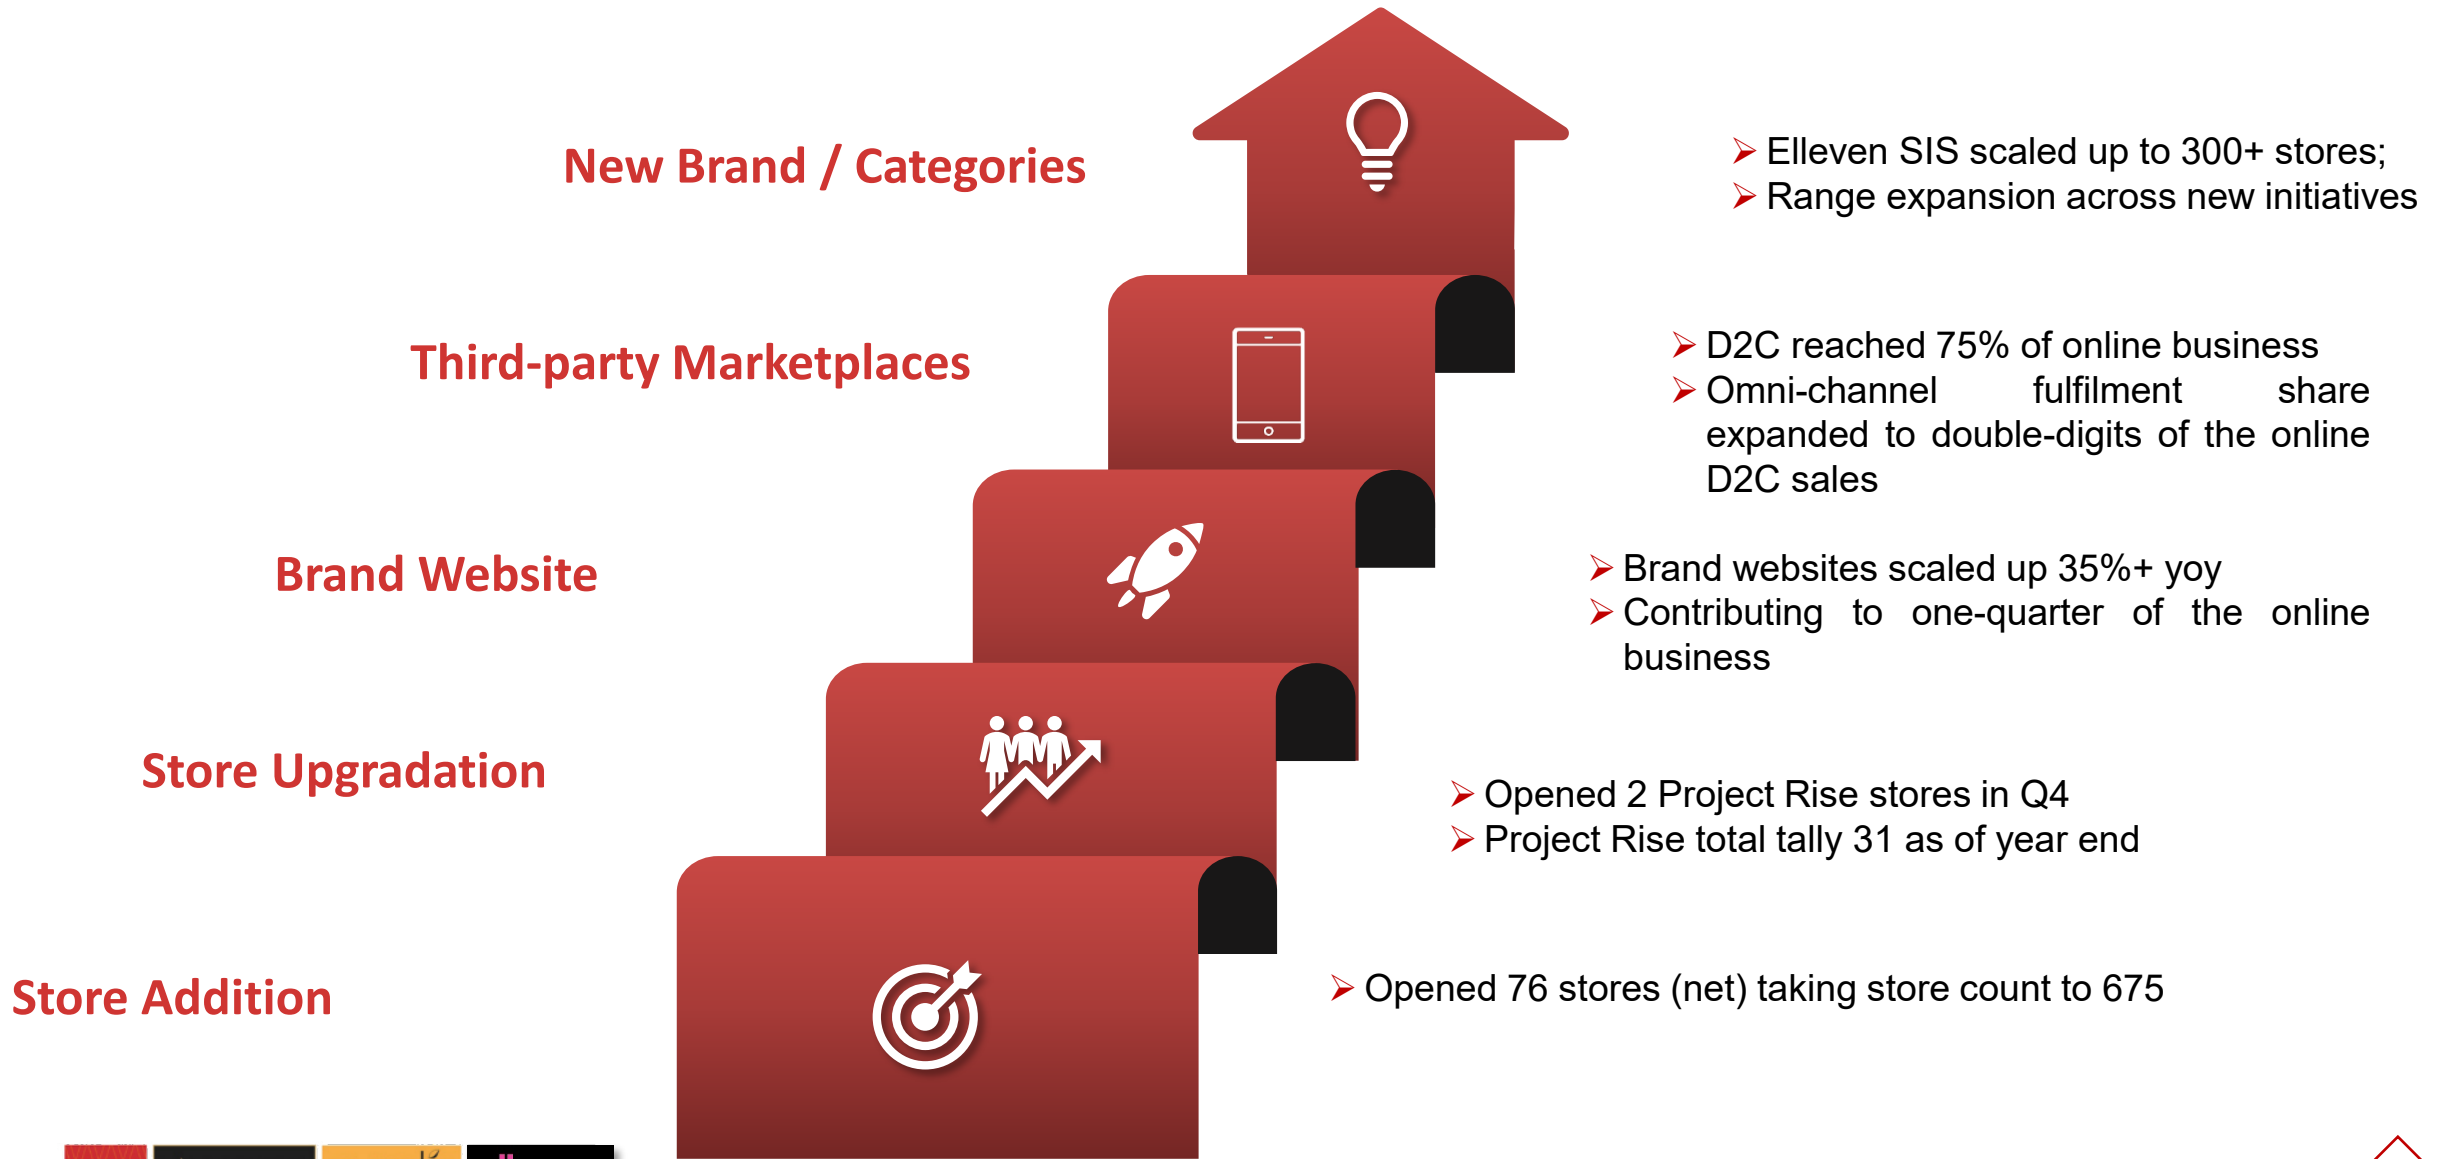 New Brand / Categories
Elleven SIS scaled up to 300+ stores;
Range expansion across new initiatives
Third-party Marketplaces
D2C reached 75% of online business
Omni-channel fulfilment share
expanded to double-digits of the online
D2C sales
Brand Website
Brand websites scaled up 35%+ yoy
Contributing to one-quarter of the online
business
Store Upgradation
Opened 2 Project Rise stores in Q4
Project Rise total tally 31 as of year end
Store Addition
Opened 76 stores (net) taking store count to 675